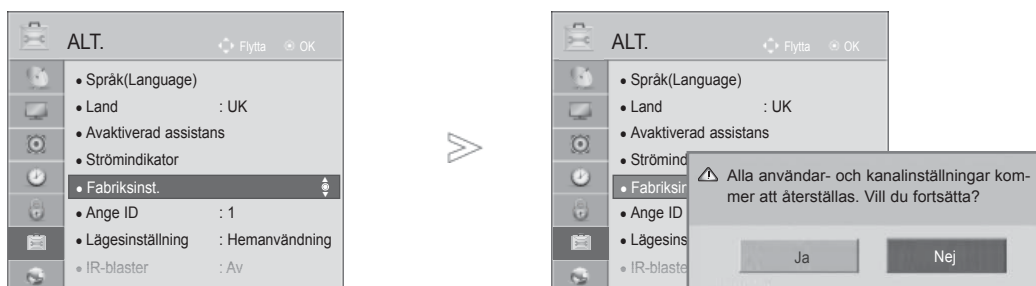 ALT.
Flytta OK
Språk(Language)
Land : UK
Avaktiverad assistans
Strömindikator
Fabriksinst.
Ange ID : 1
Lägesinställning : Hemanvändning
IR-blaster : Av
ALT.
Flytta OK
Språk(Language)
Land : UK
Avaktiverad assistans
Strömind
Fabriksin
Ange ID
Lägesins
IR-blaste
Alla användar- och kanalinställningar kom-
mer att återställas. Vill du fortsätta?
Ja Nej